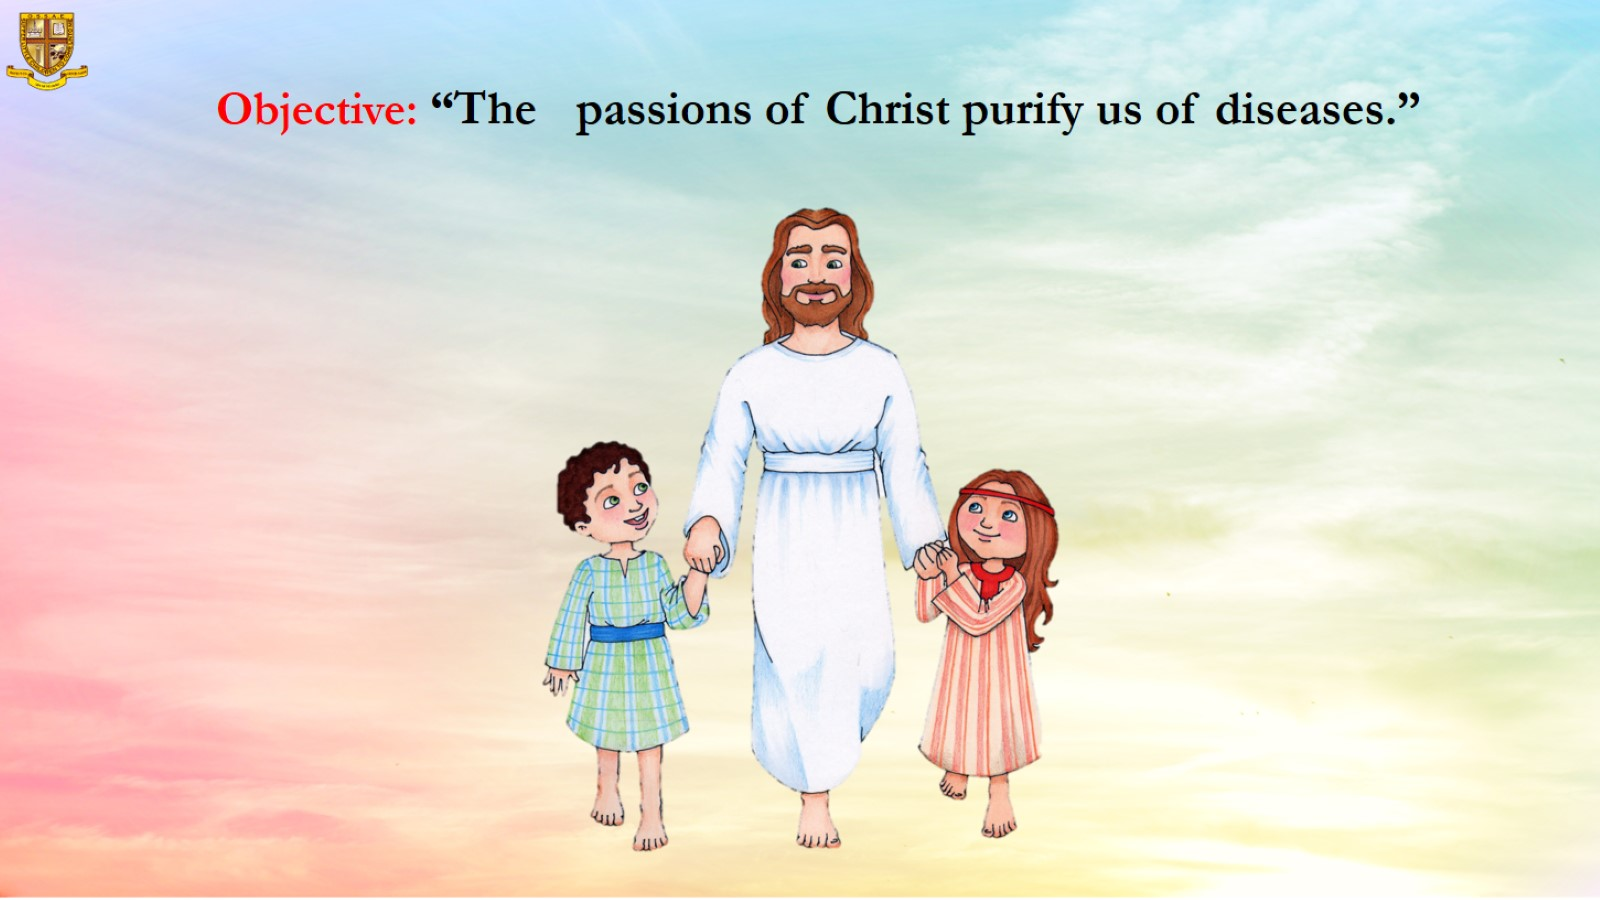 O.S.S.A.E
Objective: “The passions of Christ purify us of diseases.”